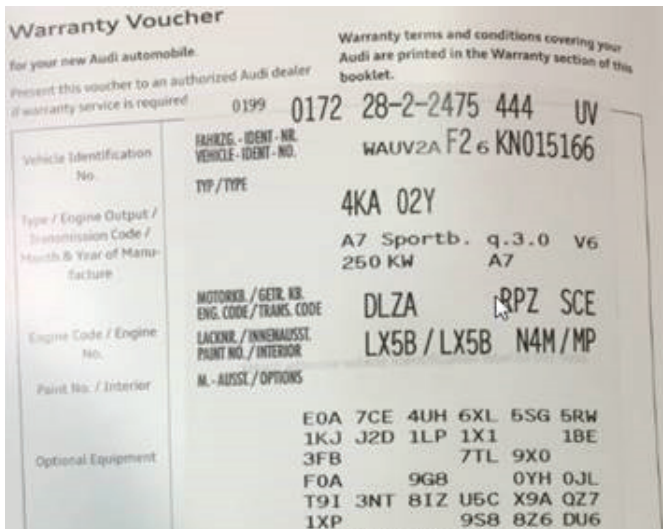 Warranty Voucher
for your new Audi automobile.
Present this voucher to an authorized Audi dealer
if warranty service is required
Warranty terms and conditions covering your
Audi are printed in the Warranty section of this
booklet.
0199 0172 28-2-2475 444 UV
Vehicle Identification
No.
FAHRZG.-IDENT-NR.
VEHICLE-IDENT-NO.
WAUV2AF26KN015166
TYP/TYPE
4KA 02Y
Type / Engine Output /
Transmission Code /
Month & Year of Manu-
facture
A7 Sportb. q.3.0 V6
250 KW A7
MOTORKB./GETR.KB.
ENG.CODE/TRANS.CODE
DLZA RPZ SCE
Engine Code / Engine
No.
LACKNR./INNENAUSST.
PAINT NO./INTERIOR
LX5B/LX5B N4M/MP
Paint No. / Interior
M.-AUSST./OPTIONS
Optional Equipment
E0A 7CE 4UH 6XL 5SG 5RW
1KJ J2D 1LP 1X1 1BE
3FB 7TL 9X0
F0A 9G8 0YH 0JL
T9I 3NT 8IZ U5C X9A QZ7
1XP 9S8 8Z6 DU6